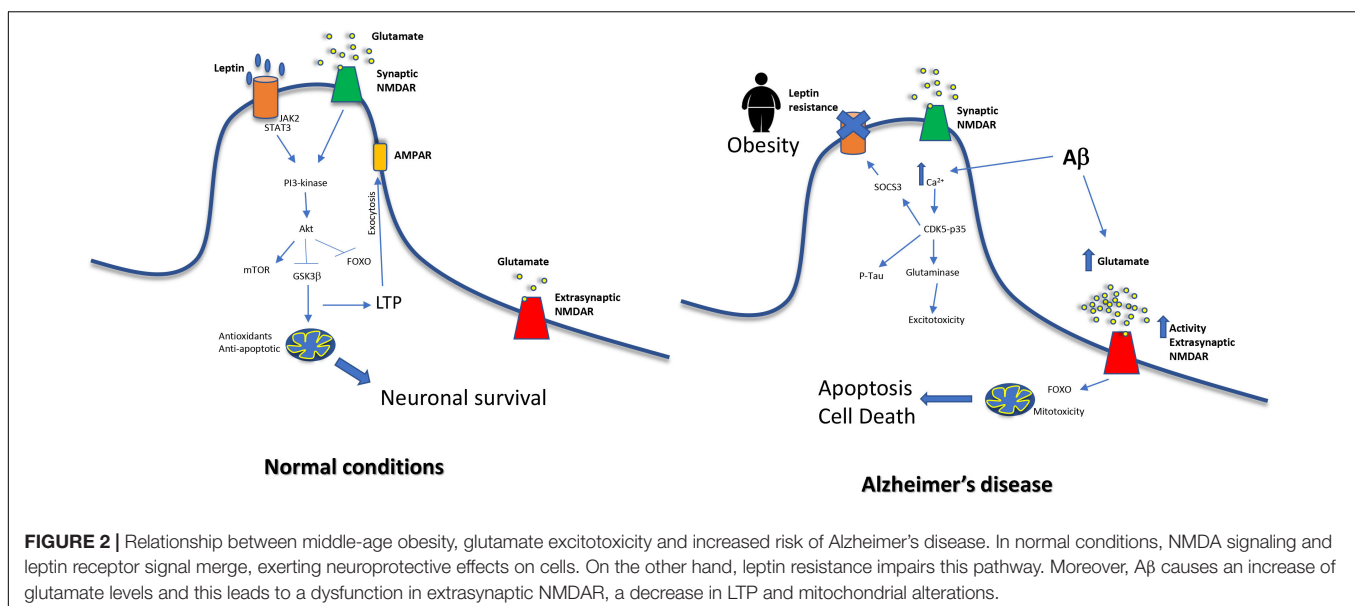 Glutamate
Leptin
Synaptic
NMDAR
JAK2
STAT3
AMPAR
PI3-kinase
Exocytosis
Akt
mTOR
GSK3β
FOXO
LTP
Antioxidants
Anti-apoptotic
Neuronal survival
Glutamate
Extrasynaptic
NMDAR
Normal conditions
Leptin
resistance
Obesity
Synaptic
NMDAR
Aβ
SOCS3
Ca²⁺
CDK5-p35
P-Tau
Glutaminase
Excitotoxicity
Glutamate
Activity
Extrasynaptic
NMDAR
FOXO
Mitotoxicity
Apoptosis
Cell Death
Alzheimer's disease
FIGURE 2 | Relationship between middle-age obesity, glutamate excitotoxicity and increased risk of Alzheimer's disease. In normal conditions, NMDA signaling and
leptin receptor signal merge, exerting neuroprotective effects on cells. On the other hand, leptin resistance impairs this pathway. Moreover, Aβ causes an increase of
glutamate levels and this leads to a dysfunction in extrasynaptic NMDAR, a decrease in LTP and mitochondrial alterations.